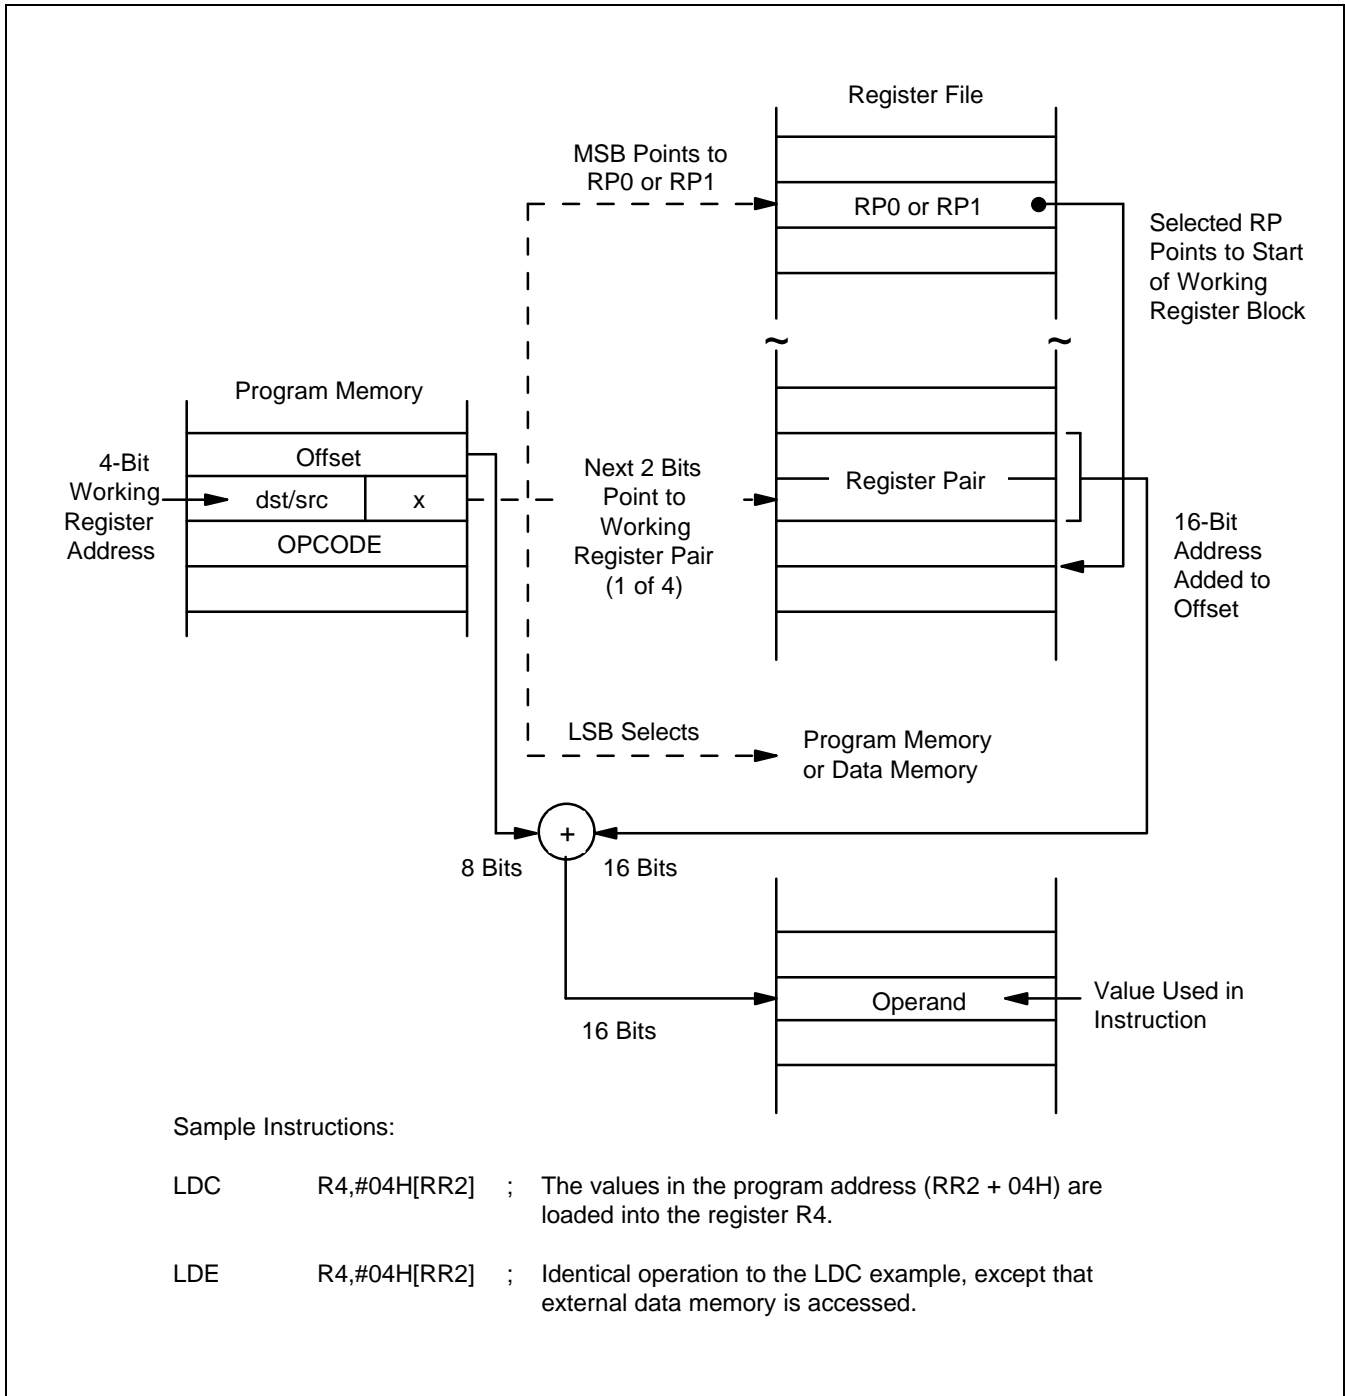 Register File
MSB Points to
RP0 or RP1
RP0 or RP1
Selected RP
Points to Start
of Working
Register Block
~ ~
Program Memory
4-Bit
Working
Register
Address
Offset
dst/src x
OPCODE
Next 2 Bits
Point to
Working
Register Pair
(1 of 4)
Register Pair
16-Bit
Address
Added to
Offset
LSB Selects
Program Memory
or Data Memory
+
8 Bits 16 Bits
16 Bits
Operand
Value Used in
Instruction
Sample Instructions:
LDC R4,#04H[RR2] ; The values in the program address (RR2 + 04H) are
loaded into the register R4.
LDE R4,#04H[RR2] ; Identical operation to the LDC example, except that
external data memory is accessed.